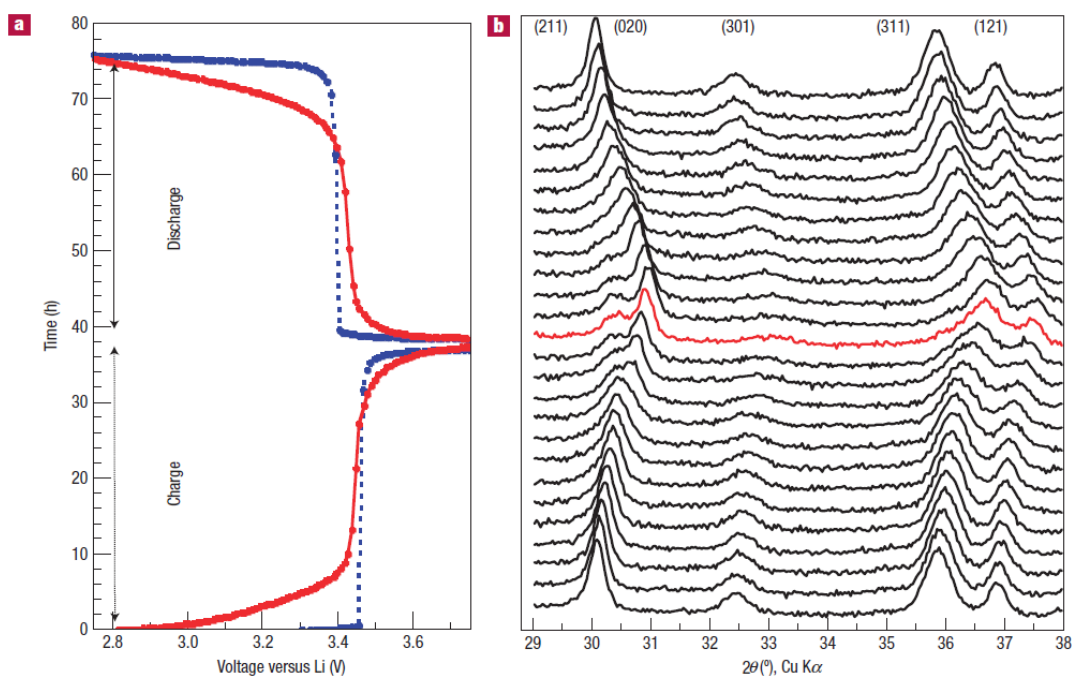 a
80
70
60
50
40
30
20
10
0
Time (h)
Discharge
Charge
2.8 3.0 3.2 3.4 3.6
Voltage versus Li (V)
b
(211) (020) (301) (311) (121)
29 30 31 32 33 34 35 36 37 38
2θ (º), Cu Kα